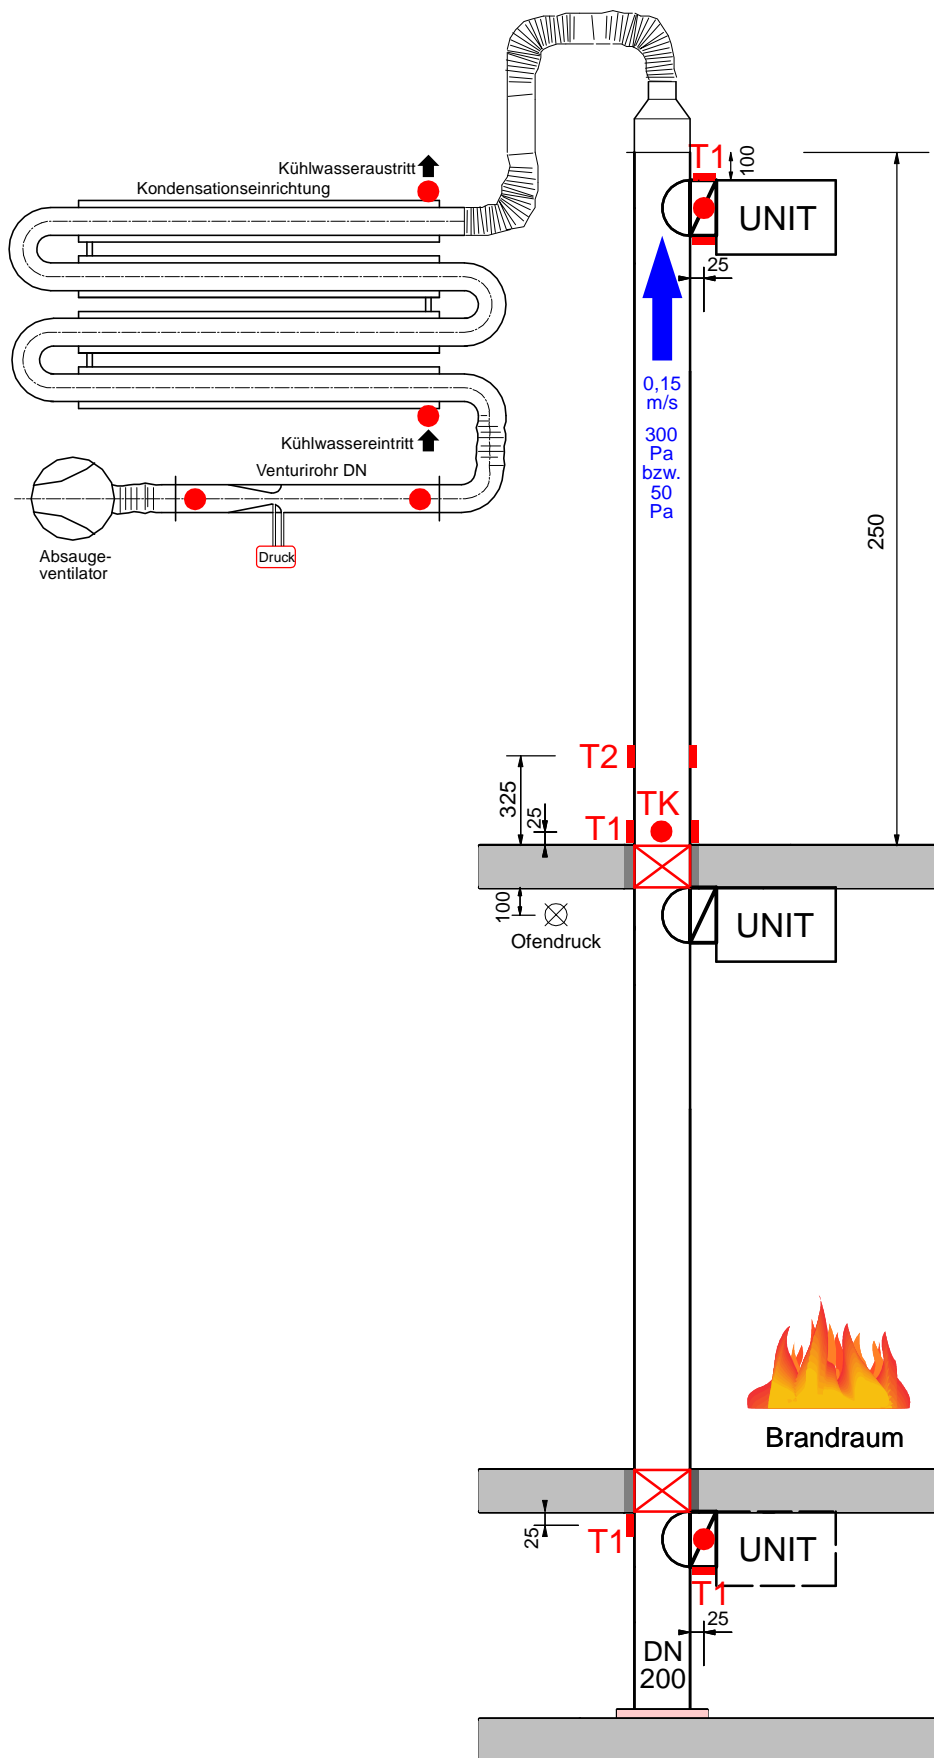 Kühlwasseraustritt
Kondensationseinrichtung
T1
100
UNIT
25
0,15
m/s
300
Pa
bzw.
50
Pa
Kühlwassereintritt
Venturirohr DN
Absauge-
ventilator
Druck
250
T2
325
25
TK
T1
100
Ofendruck
UNIT
Brandraum
25
T1
UNIT
T1
25
DN
200